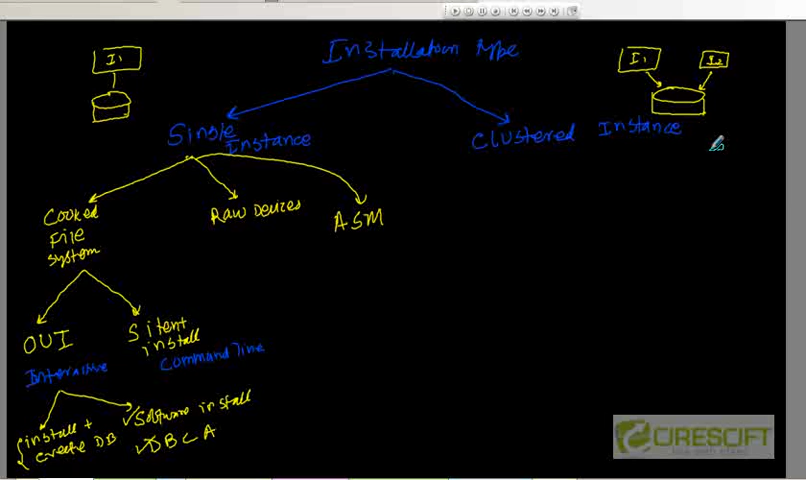 Installation type
I1
I1
I2
Single
Instance
Clustered Instance
Cooked
File
System
Raw Devices
ASM
OUI
Silent
install
Interactive
Command line
install +
create DB
Software install
DBCA
CIRESCIFT